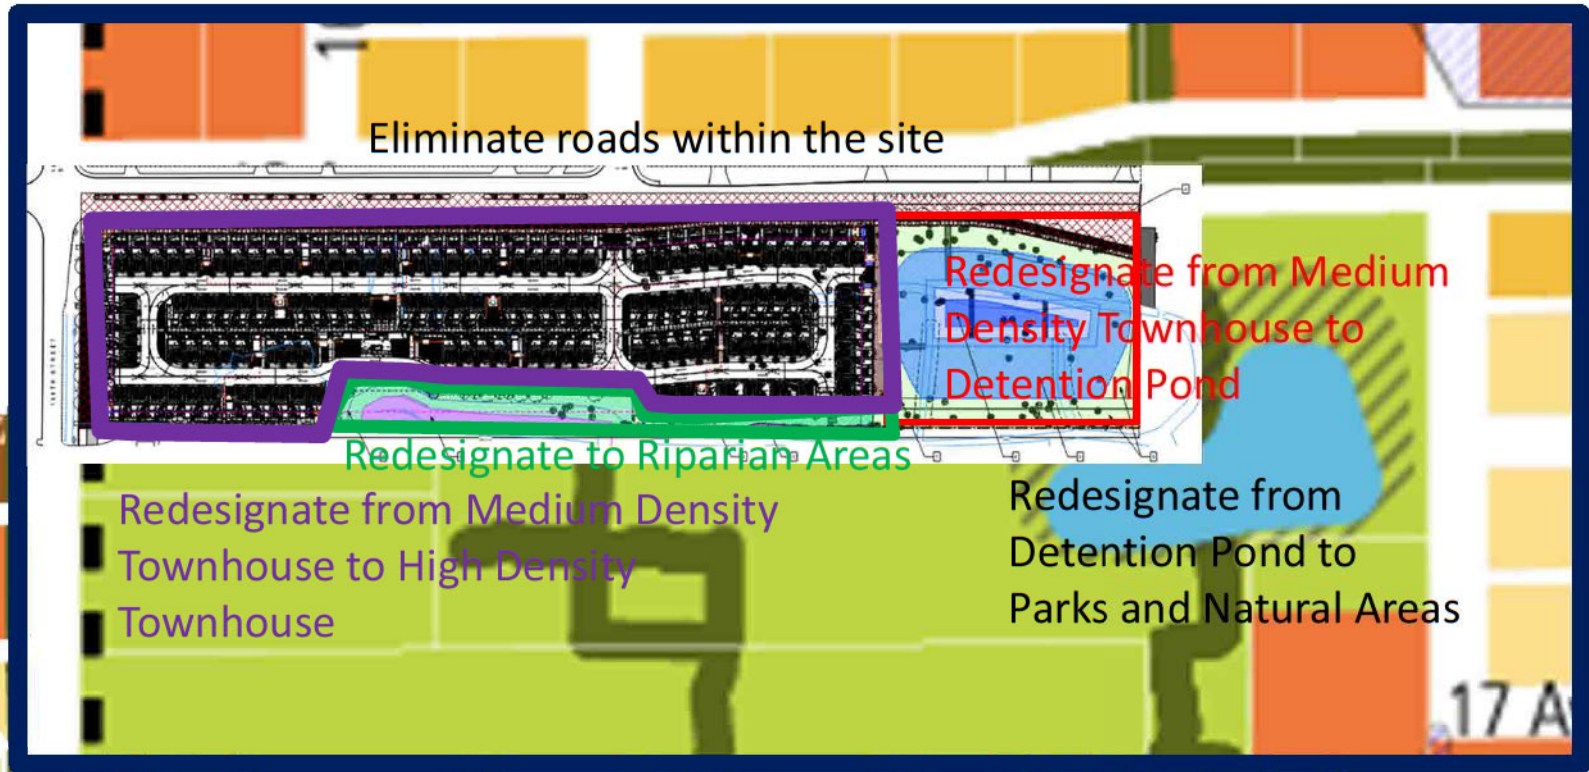 Eliminate roads within the site
Redesignate from Medium
Density Townhouse to
Detention Pond
Redesignate to Riparian Areas
Redesignate from Medium Density
Townhouse to High Density
Townhouse
Redesignate from
Detention Pond to
Parks and Natural Areas
17 A